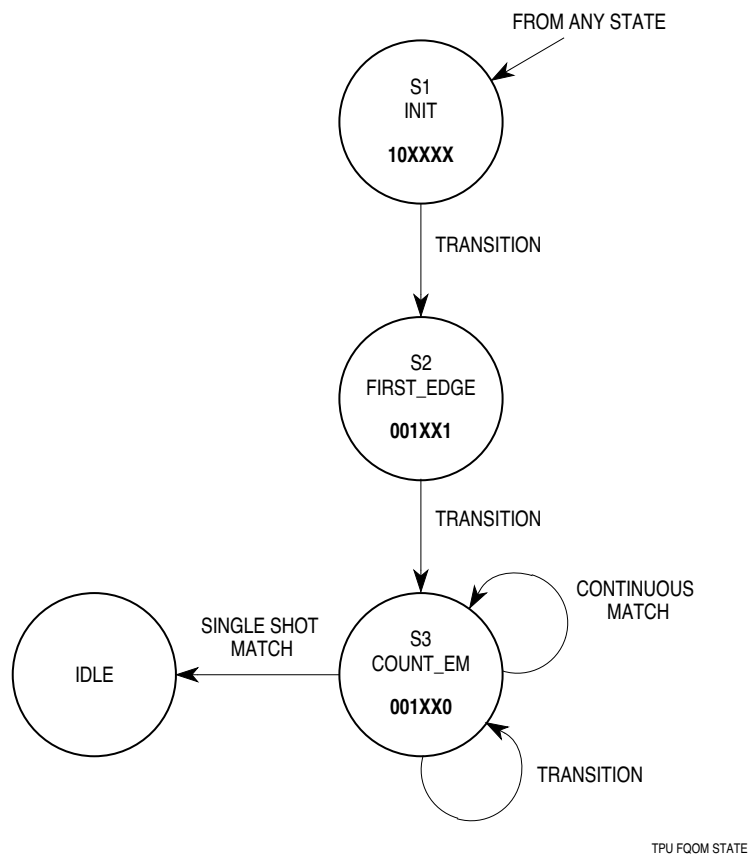 FROM ANY STATE
S1
INIT
10XXXX
TRANSITION
S2
FIRST_EDGE
001XX1
TRANSITION
CONTINUOUS
MATCH
SINGLE SHOT
MATCH
S3
COUNT_EM
001XX0
IDLE
TRANSITION
TPU FQOM STATE